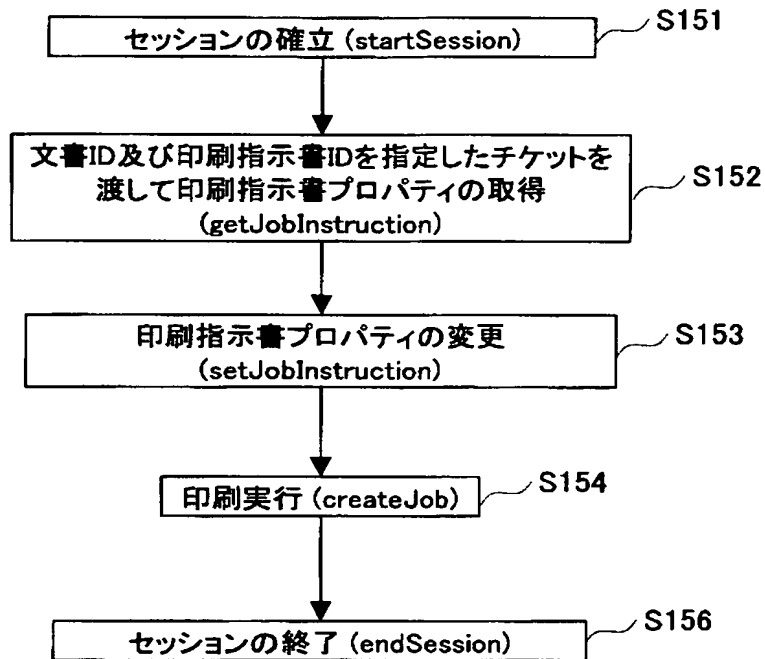 セッションの確立 (startSession)
S151
文書ID及び印刷指示書IDを指定したチケットを
渡して印刷指示書プロパティの取得
(getJobInstruction)
S152
印刷指示書プロパティの変更
(setJobInstruction)
S153
印刷実行 (createJob)
S154
セッションの終了 (endSession)
S156